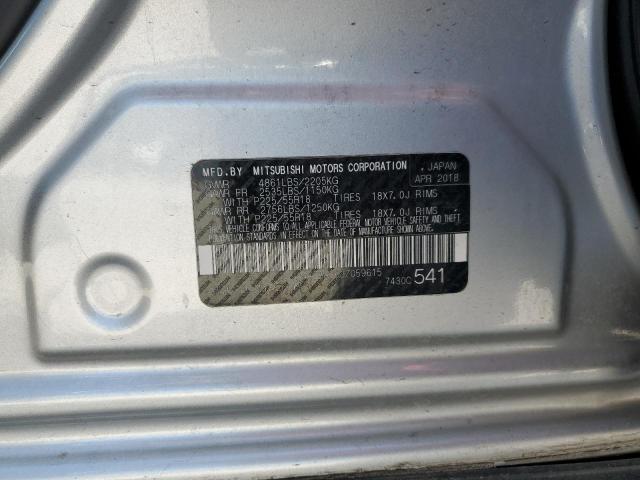 MFD.BY MITSUBISHI MOTORS CORPORATION , JAPAN
GVWR 4861LBS/2205KG APR 2018
GAWR FR 2535LBS/1150KG
WITH P225/55R18 TIRES 18X7.0J RIMS
GAWR RR 2756LBS/1250KG
WITH P225/55R18 TIRES 18X7.0J RIMS
THIS VEHICLE CONFORMS TO ALL APPLICABLE FEDERAL MOTOR VEHICLE SAFETY AND
THEFT PREVENTION STANDARDS IN EFFECT ON THE DATE OF MANUFACTURE SHOWN ABOVE.
7059615
7430C 541